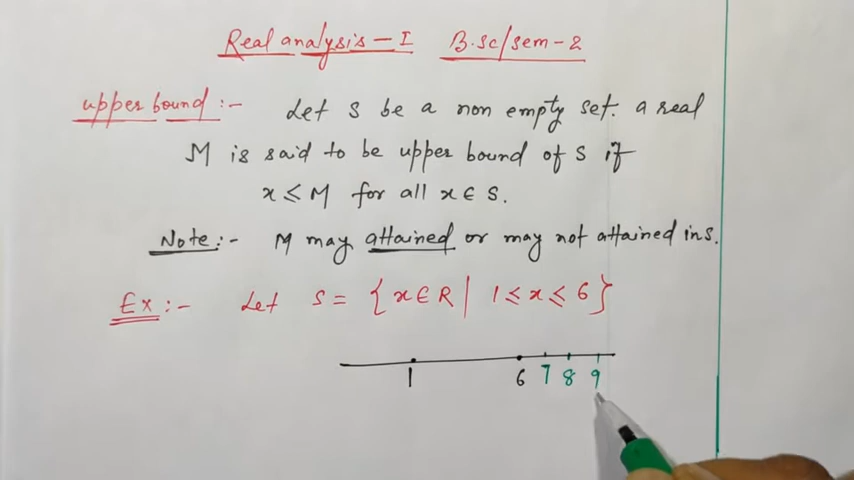 Real analysis - I B.sc/sem-2
upper bound :- Let S be a non empty set. a real
M is said to be upper bound of S if
x ≤ M for all x ∈ S.
Note :- M may attained or may not attained in S.
Ex :- Let S = { x ∈ R | 1 ≤ x ≤ 6 }
1 6 7 8 9